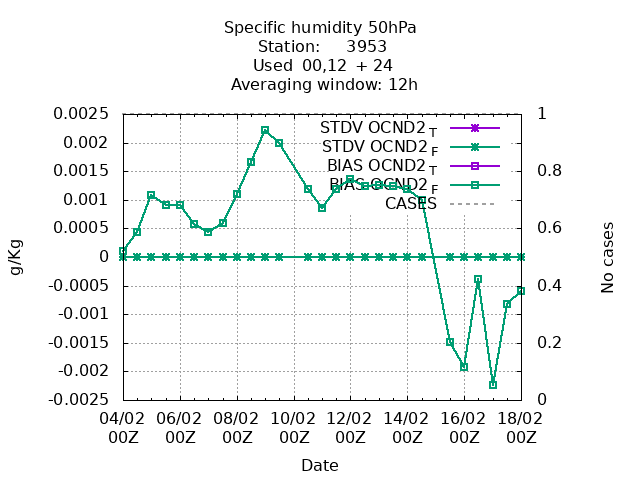 Specific humidity 50hPa
Station: 3953
Used 00,12 + 24
Averaging window: 12h
0.0025 1
0.002
0.0015 0.8
0.001
0.0005 0.6
0
-0.0005 0.4
-0.001
-0.0015 0.2
-0.002
-0.0025 0
STDV OCND2 T
STDV OCND2 F
BIAS OCND2 T
BIAS OCND2 F
CASES
g/Kg
No cases
04/02 06/02 08/02 10/02 12/02 14/02 16/02 18/02
00Z 00Z 00Z 00Z 00Z 00Z 00Z 00Z
Date